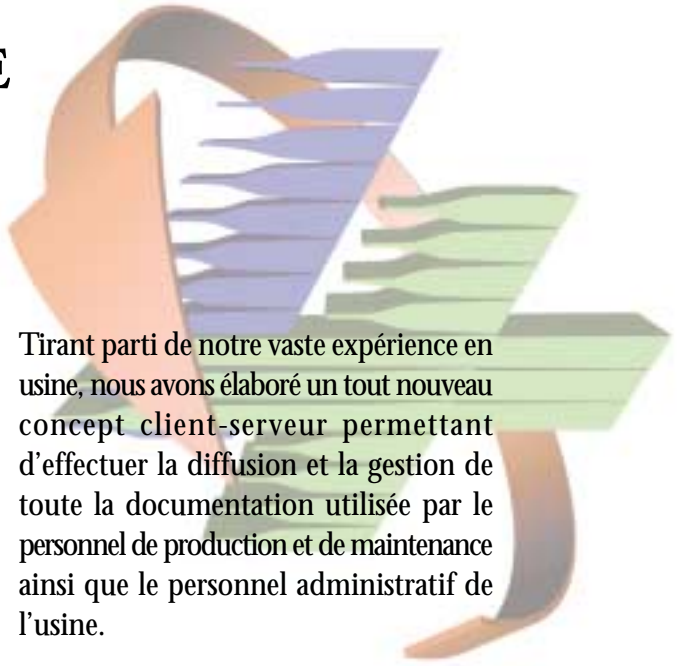 E
Tirant parti de notre vaste expérience en
usine, nous avons élaboré un tout nouveau
concept client-serveur permettant
d'effectuer la diffusion et la gestion de
toute la documentation utilisée par le
personnel de production et de maintenance
ainsi que le personnel administratif de
l'usine.